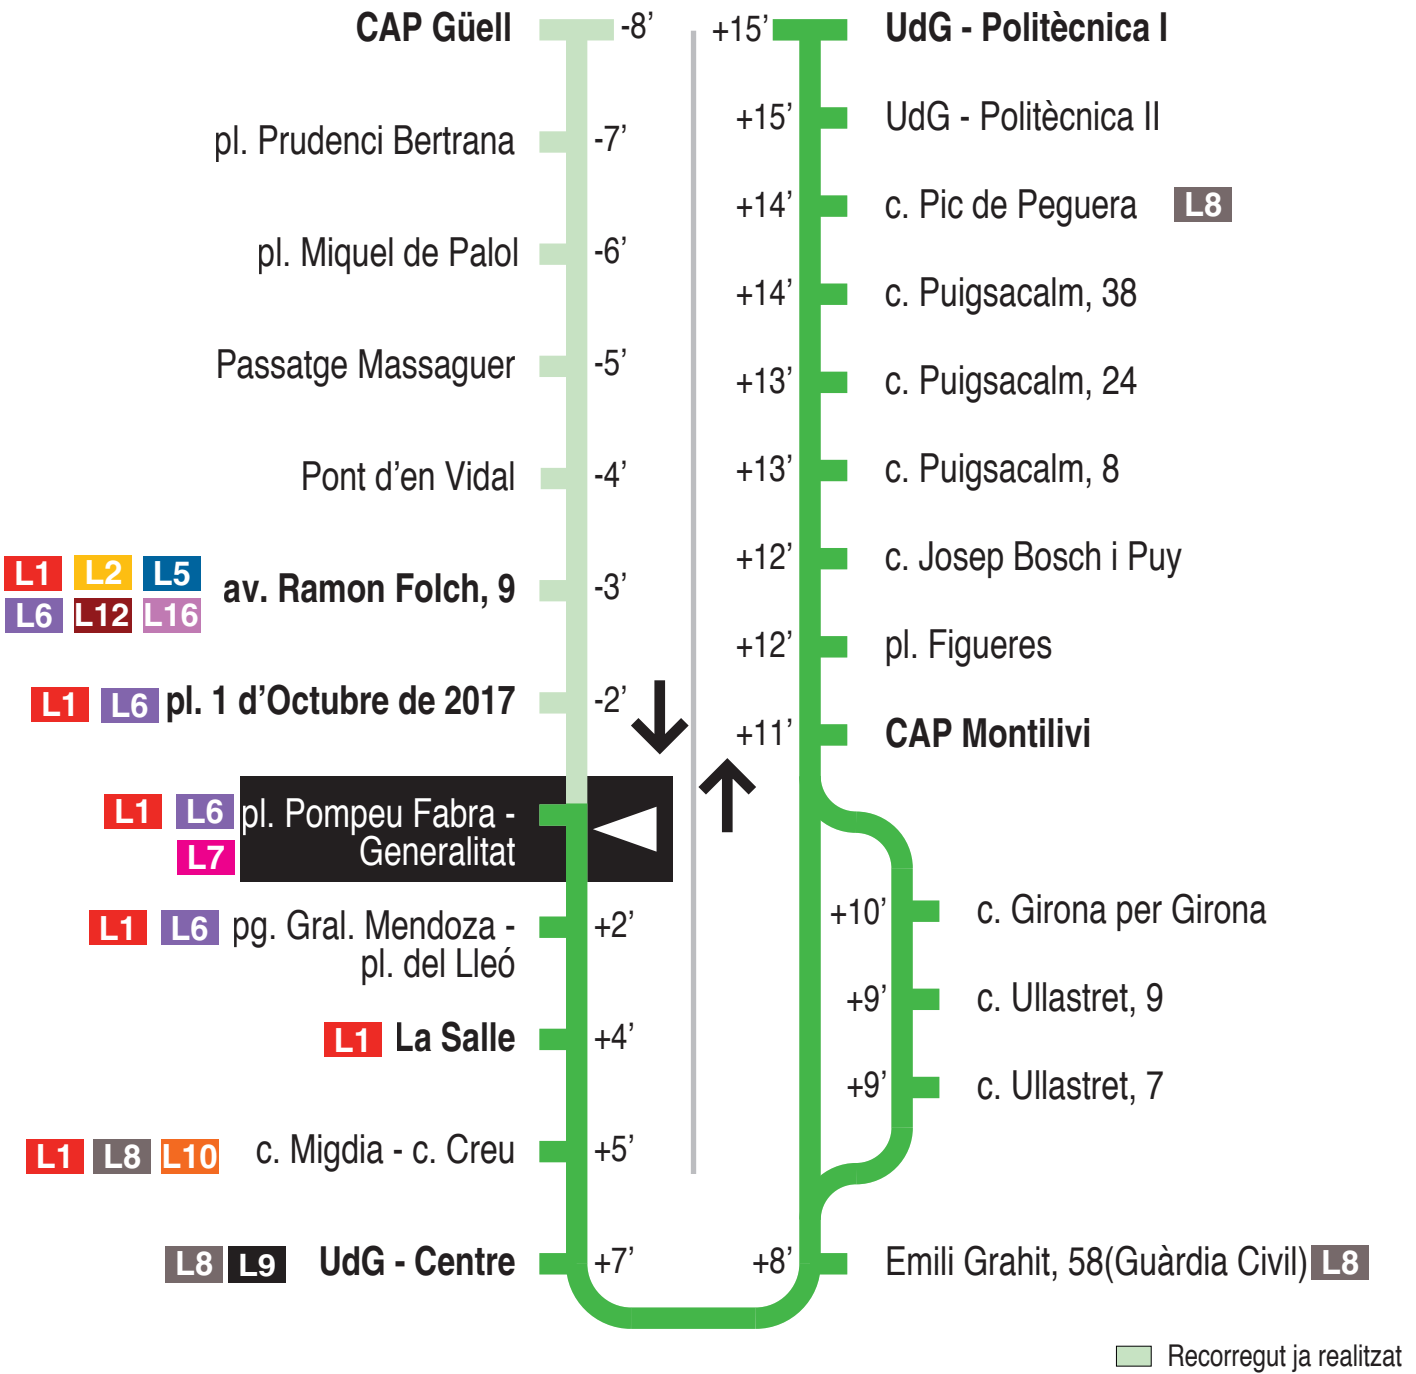 CAP Güell -8’
pl. Prudenci Bertrana -7’
pl. Miquel de Palol -6’
Passatge Massaguer -5’
Pont d’en Vidal -4’
L1 L2 L5
av. Ramon Folch, 9 -3’
L6 L12 L16
L1 L6 pl. 1 d’Octubre de 2017 -2’
L1 L6 pl. Pompeu Fabra -
L7 Generalitat
L1 L6 pg. Gral. Mendoza - +2’
pl. del Lleó
L1 La Salle +4’
L1 L8 L10 c. Migdia - c. Creu +5’
L8 L9 UdG - Centre +7’
+15’ UdG - Politècnica I
+15’ UdG - Politècnica II
+14’ c. Pic de Peguera L8
+14’ c. Puigsacalm, 38
+13’ c. Puigsacalm, 24
+13’ c. Puigsacalm, 8
+12’ c. Josep Bosch i Puy
+12’ pl. Figueres
+11’ CAP Montilivi
+10’ c. Girona per Girona
+9’ c. Ullastret, 9
+9’ c. Ullastret, 7
+8’ Emili Grahit, 58(Guàrdia Civil) L8
Recorregut ja realitzat